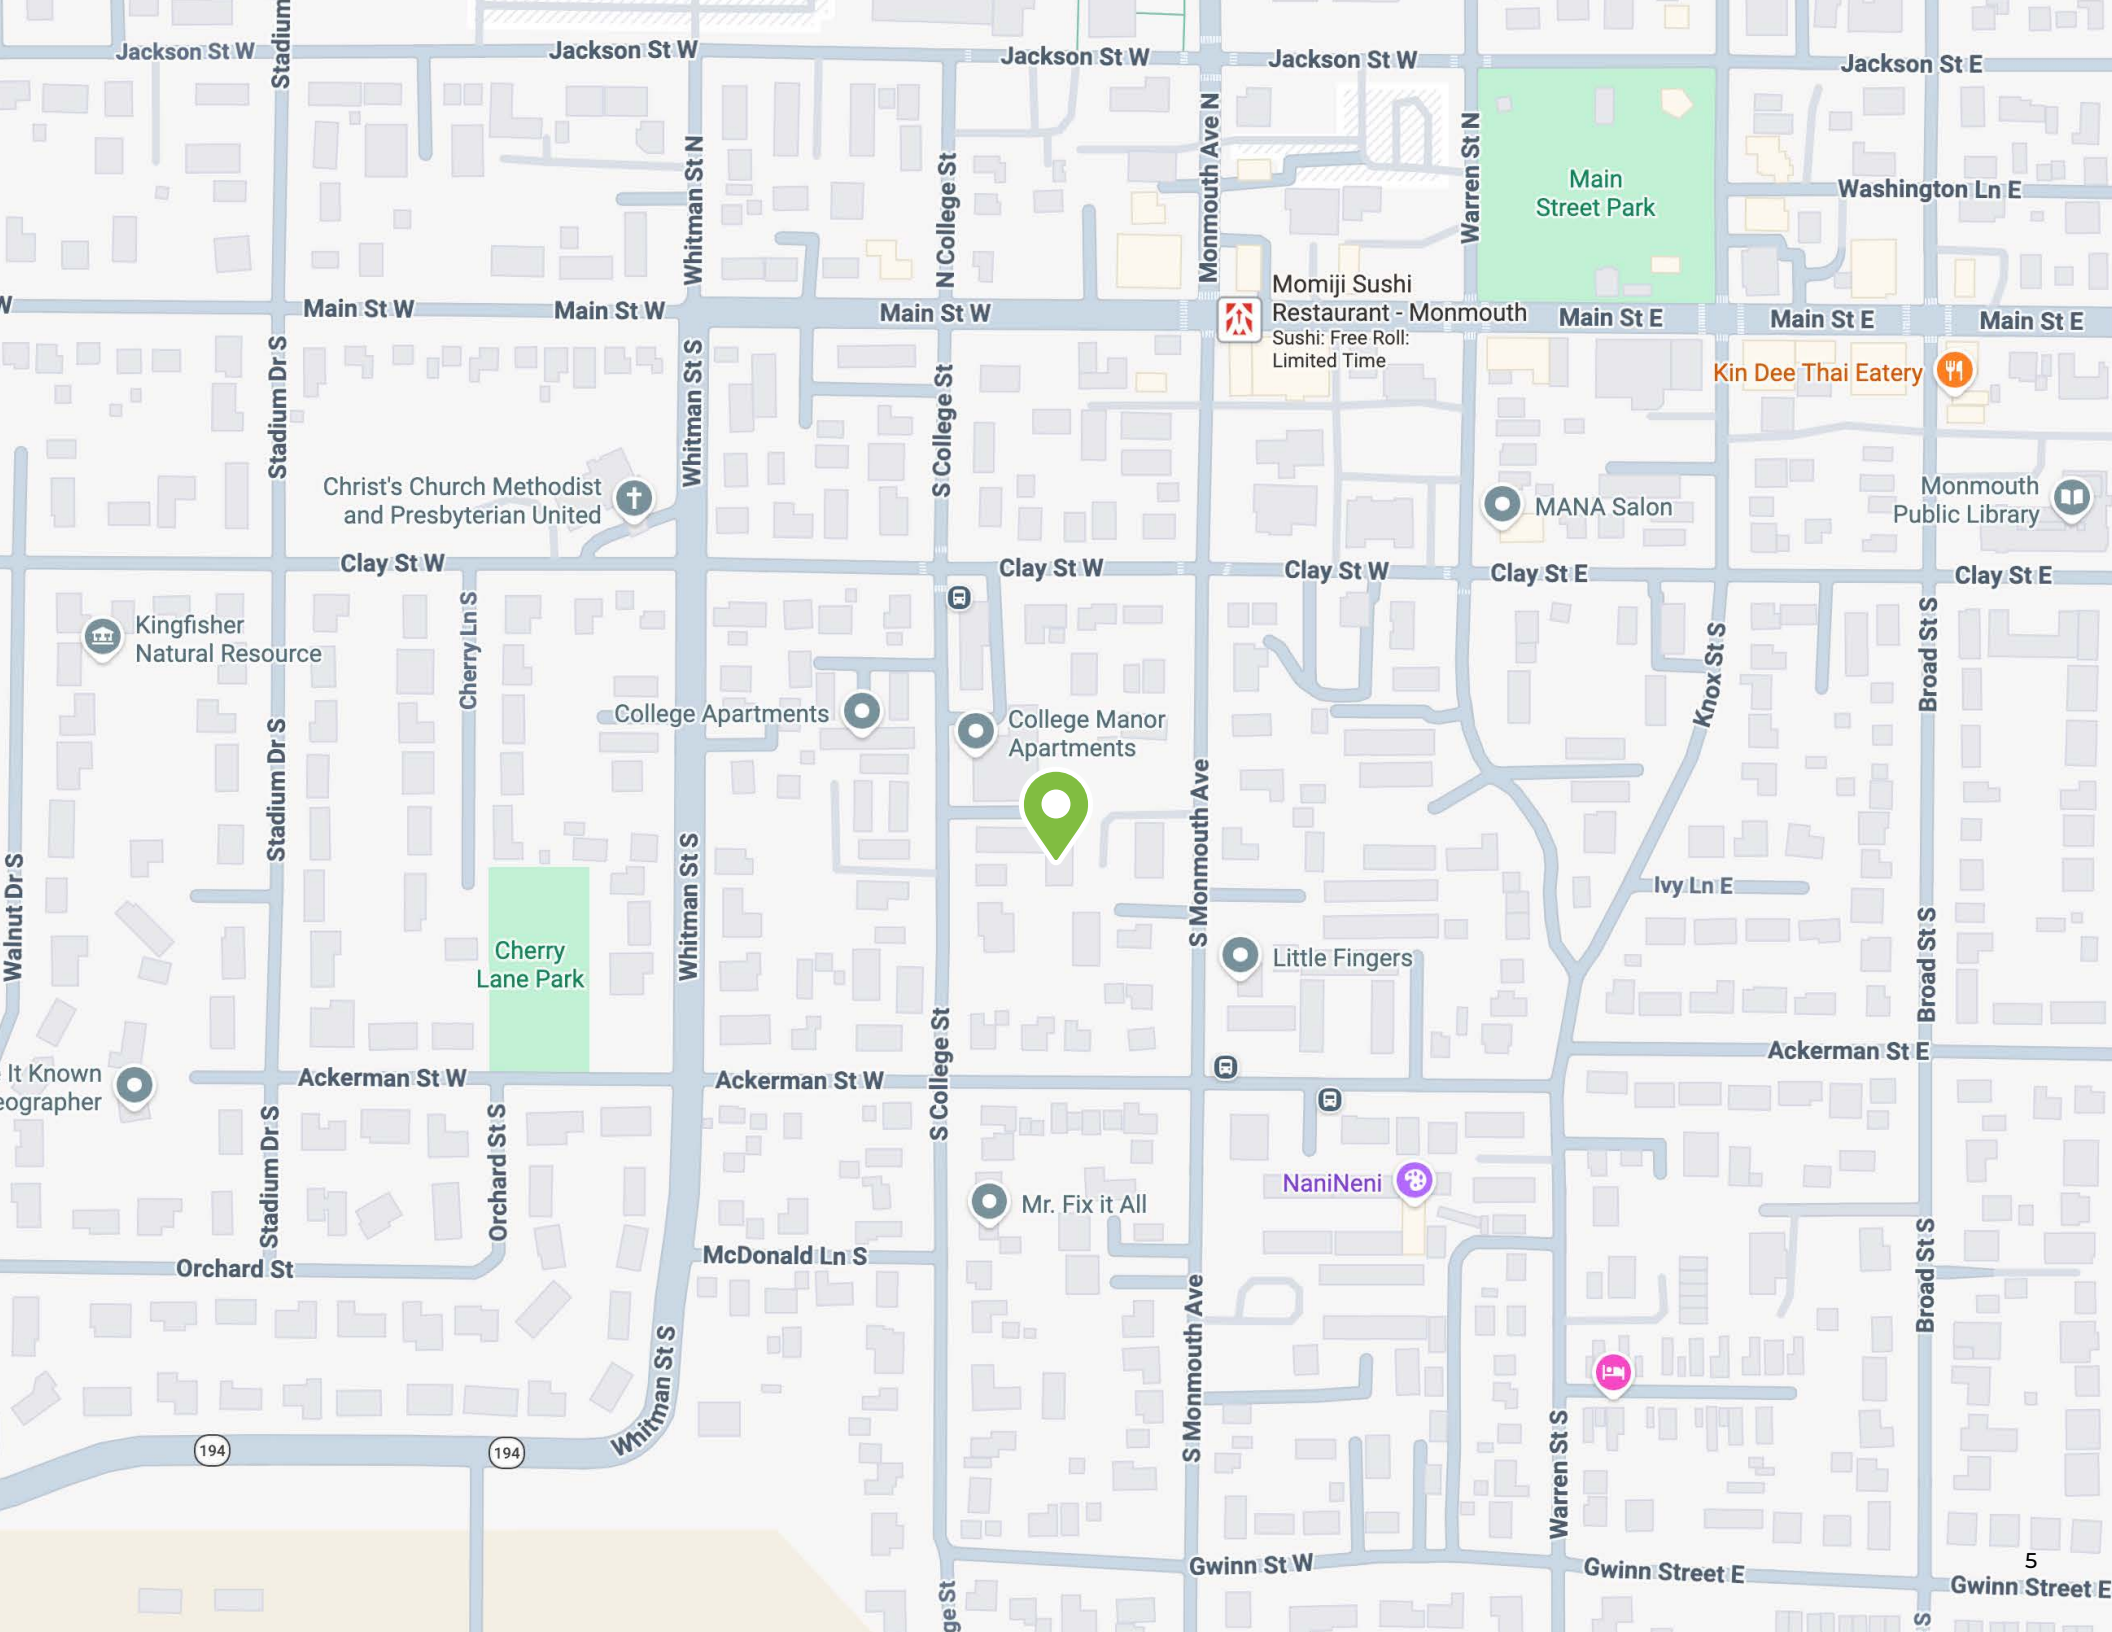 Jackson St W
Stadium
Jackson St W
Jackson St W
Jackson St W
Jackson St E
Whitman St N
N College St
Monmouth Ave N
Warren St N
Main
Street Park
Washington Ln E
W
Main St W
Main St W
Main St W
Momiji Sushi
Restaurant - Monmouth
Sushi: Free Roll:
Limited Time
Main St E
Main St E
Main St E
Stadium Dr S
Whitman St S
S College St
Kin Dee Thai Eatery
Christ's Church Methodist
and Presbyterian United
MANA Salon
Monmouth
Public Library
Clay St W
Clay St W
Clay St W
Clay St E
Clay St E
Kingfisher
Natural Resource
Cherry Ln S
Knox St S
Broad St S
College Apartments
College Manor
Apartments
Stadium Dr S
S Monmouth Ave
Walnut Dr S
Whitman St S
Ivy Ln E
Cherry
Lane Park
Little Fingers
Broad St S
S College St
Ackerman St E
It Known
eographer
Ackerman St W
Ackerman St W
Stadium Dr S
Orchard St S
NaniNeni
Mr. Fix it All
McDonald Ln S
Orchard St
Broad St S
S Monmouth Ave
Whitman St S
194
194
Warren St S
Gwinn St W
Gwinn Street E
5
Gwinn Street E
ge St
S